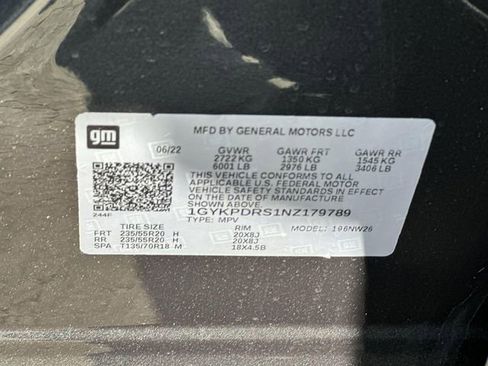 gm
MFD BY GENERAL MOTORS LLC
06/22 GVWR GAWR FRT GAWR RR
2722 KG 1350 KG 1545 KG
6001 LB 2976 LB 3406 LB
THIS VEHICLE CONFORMS TO ALL
APPLICABLE U.S. FEDERAL MOTOR
VEHICLE SAFETY STANDARDS IN EFFECT
ON THE DATE OF MANUFACTURE
SHOWN ABOVE.
1GYKPDRS1NZ179789
244F TYPE: MPV
TIRE SIZE RIM MODEL: 196NW26
FRT 235/55R20 H 20X8J
RR 235/55R20 H 20X8J
SPA T135/70R18 M 18X4.5B